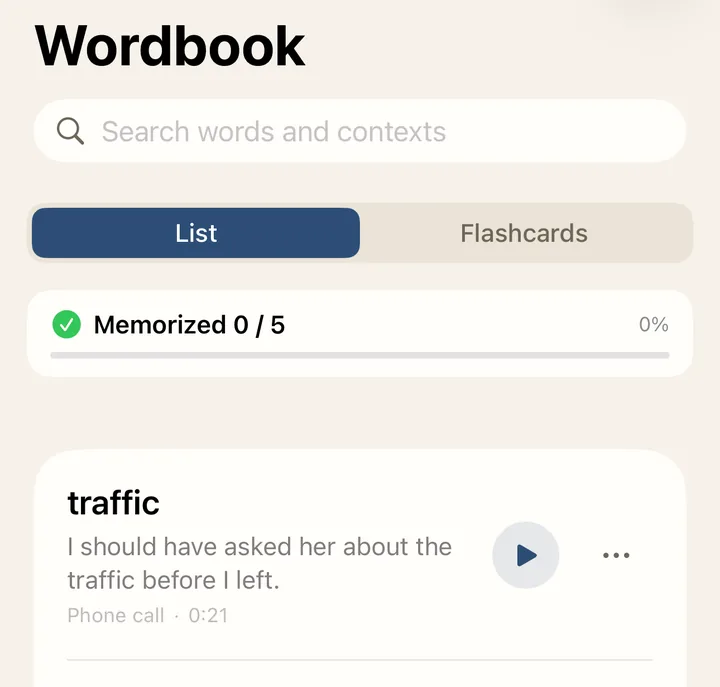 Wordbook
Search words and contexts
List
Flashcards
Memorized 0 / 5
0%
traffic
I should have asked her about the
traffic before I left.
Phone call · 0:21